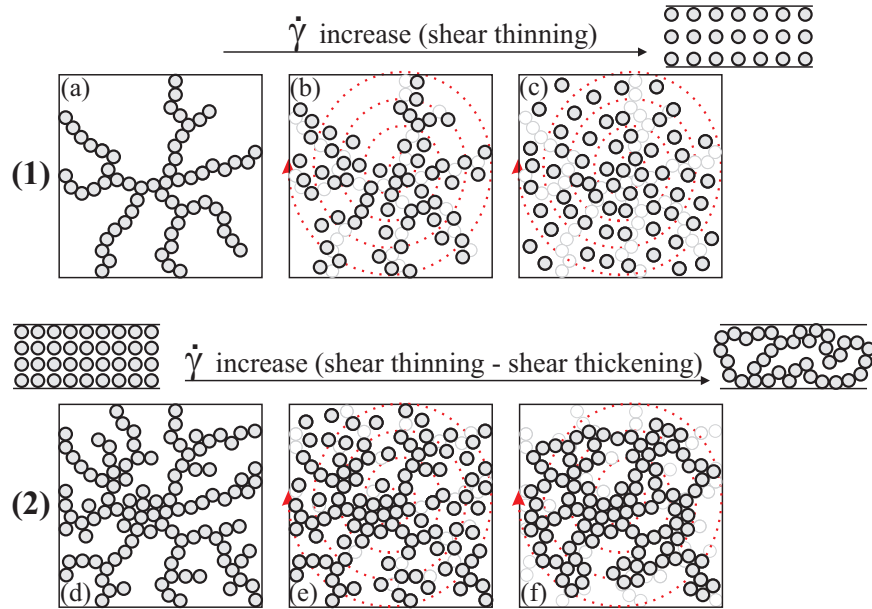 γ̇ increase (shear thinning)
(a) (b) (c)
(1)
γ̇ increase (shear thinning - shear thickening)
(2)
(d) (e) (f)